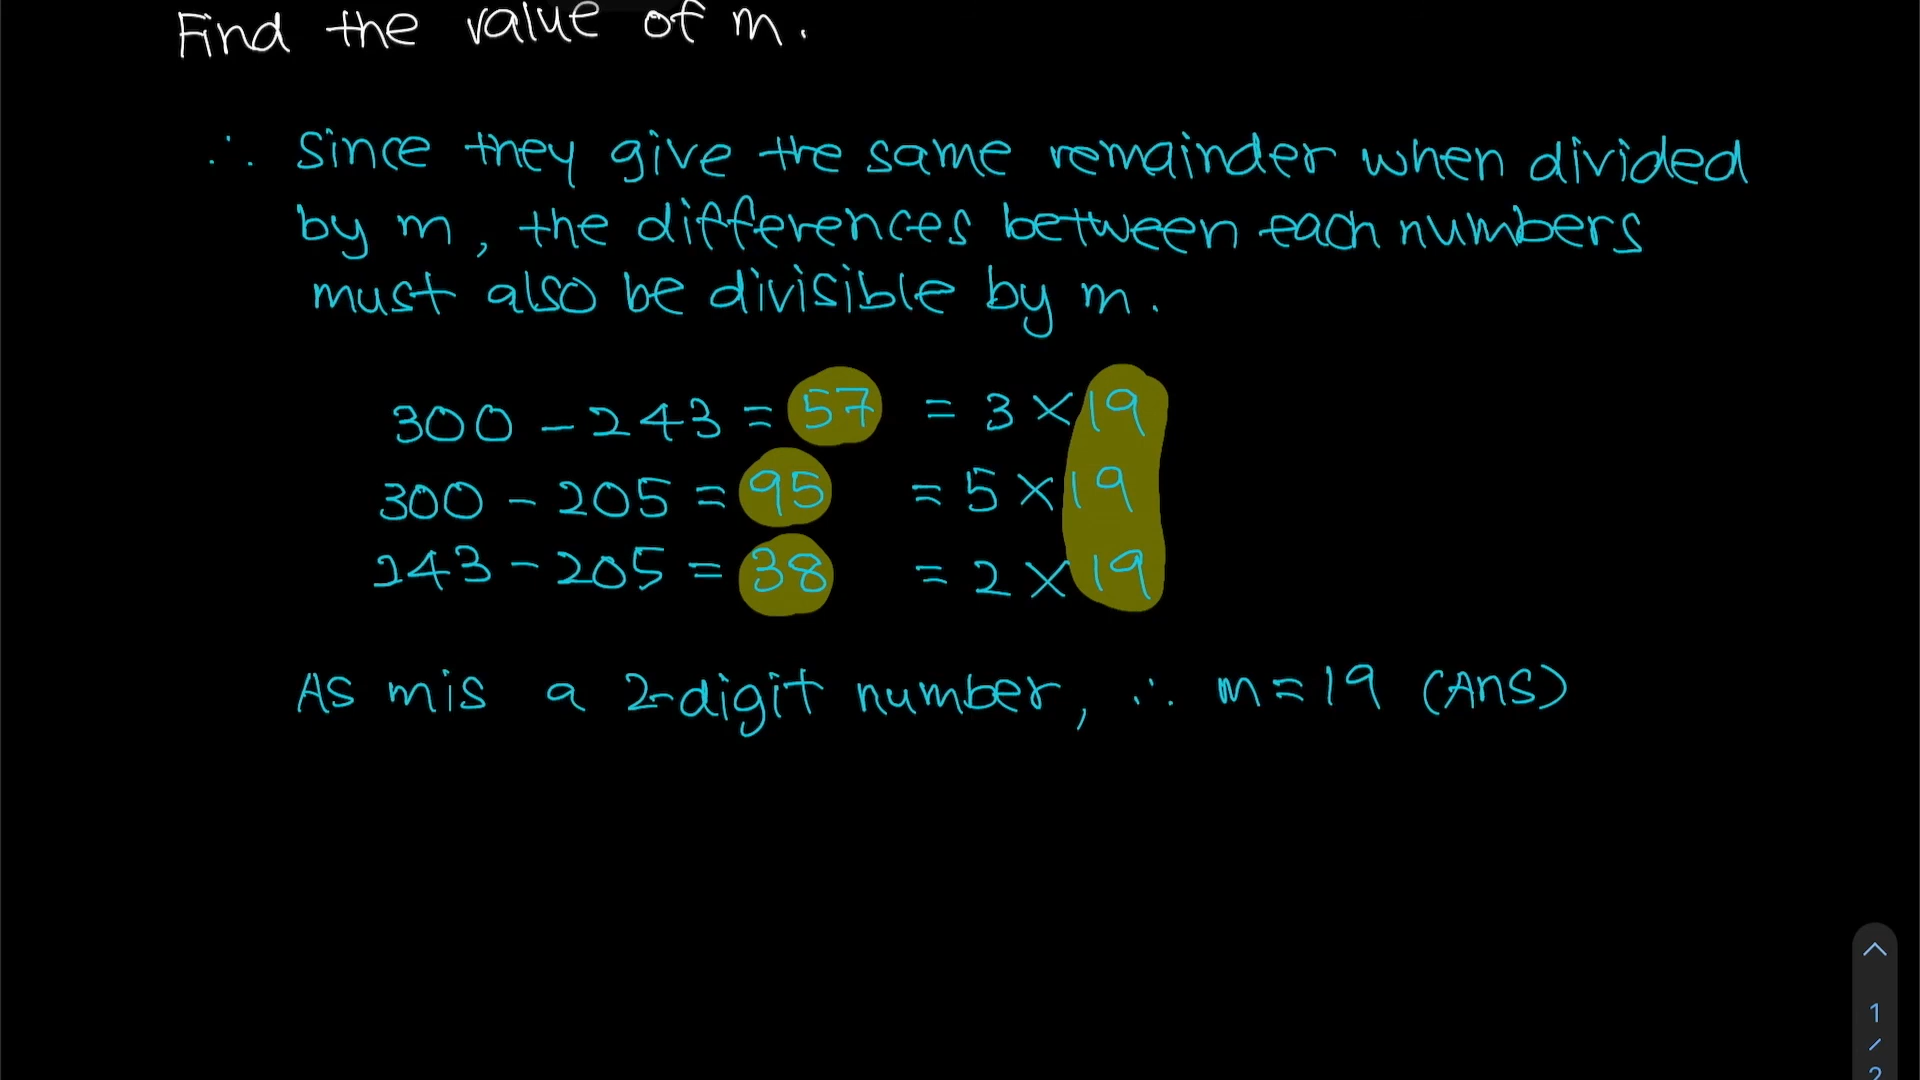 Find the value of m.
∴ Since they give the same remainder when divided
by m, the differences between each numbers
must also be divisible by m.
300 - 243 = 57 = 3 × 19
300 - 205 = 95 = 5 × 19
243 - 205 = 38 = 2 × 19
As m is a 2-digit number, ∴ m = 19 (Ans)
1
/
2